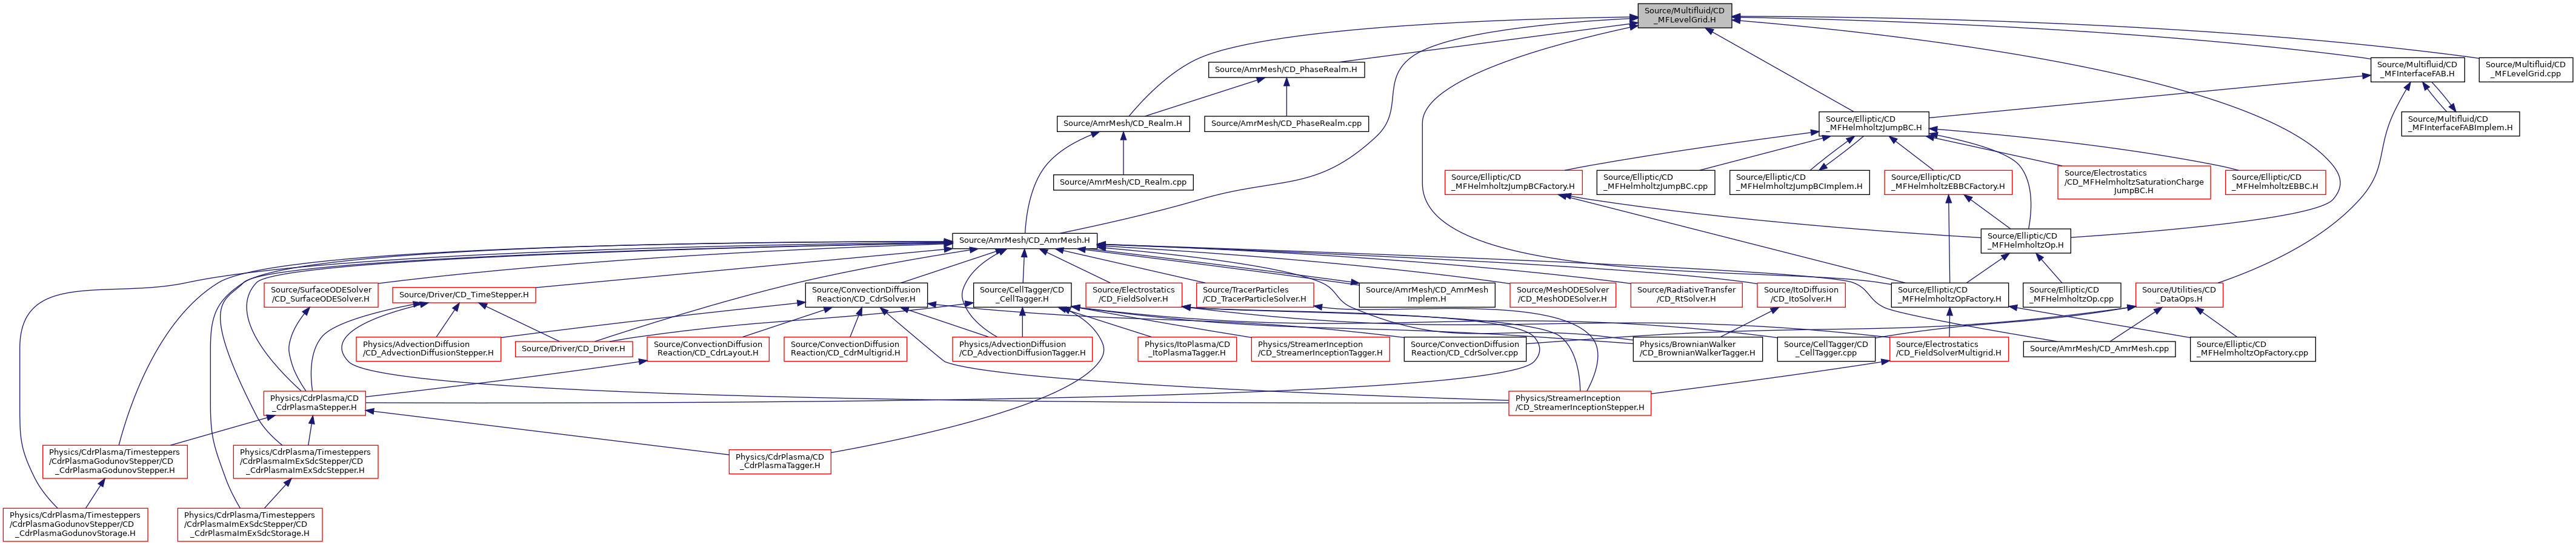 Source/Multifluid/CD
_MFLevelGrid.H
Source/AmrMesh/CD_PhaseRealm.H
Source/Multifluid/CD
_MFInterfaceFAB.H
Source/Multifluid/CD
_MFLevelGrid.cpp
Source/AmrMesh/CD_Realm.H
Source/AmrMesh/CD_PhaseRealm.cpp
Source/Elliptic/CD
_MFHelmholtzJumpBC.H
Source/Multifluid/CD
_MFInterfaceFABImplem.H
Source/AmrMesh/CD_Realm.cpp
Source/Elliptic/CD
_MFHelmholtzJumpBCFactory.H
Source/Elliptic/CD
_MFHelmholtzJumpBC.cpp
Source/Elliptic/CD
_MFHelmholtzJumpBCImplem.H
Source/Elliptic/CD
_MFHelmholtzEBBCFactory.H
Source/Electrostatics
/CD_MFHelmholtzSaturationCharge
JumpBC.H
Source/Elliptic/CD
_MFHelmholtzEBBC.H
Source/AmrMesh/CD_AmrMesh.H
Source/Elliptic/CD
_MFHelmholtzOp.H
Source/SurfaceODESolver
/CD_SurfaceODESolver.H
Source/Driver/CD_TimeStepper.H
Source/ConvectionDiffusion
Reaction/CD_CdrSolver.H
Source/CellTagger/CD
_CellTagger.H
Source/Electrostatics
/CD_FieldSolver.H
Source/TracerParticles
/CD_TracerParticleSolver.H
Source/AmrMesh/CD_AmrMesh
Implem.H
Source/MeshODESolver
/CD_MeshODESolver.H
Source/RadiativeTransfer
/CD_RtSolver.H
Source/ItoDiffusion
/CD_ItoSolver.H
Source/Elliptic/CD
_MFHelmholtzOpFactory.H
Source/Elliptic/CD
_MFHelmholtzOp.cpp
Source/Utilities/CD
_DataOps.H
Physics/AdvectionDiffusion
/CD_AdvectionDiffusionStepper.H
Source/Driver/CD_Driver.H
Source/ConvectionDiffusion
Reaction/CD_CdrLayout.H
Source/ConvectionDiffusion
Reaction/CD_CdrMultigrid.H
Physics/AdvectionDiffusion
/CD_AdvectionDiffusionTagger.H
Physics/ItoPlasma/CD
_ItoPlasmaTagger.H
Physics/StreamerInception
/CD_StreamerInceptionTagger.H
Source/ConvectionDiffusion
Reaction/CD_CdrSolver.cpp
Physics/BrownianWalker
/CD_BrownianWalkerTagger.H
Source/CellTagger/CD
_CellTagger.cpp
Source/Electrostatics
/CD_FieldSolverMultigrid.H
Source/AmrMesh/CD_AmrMesh.cpp
Source/Elliptic/CD
_MFHelmholtzOpFactory.cpp
Physics/CdrPlasma/CD
_CdrPlasmaStepper.H
Physics/StreamerInception
/CD_StreamerInceptionStepper.H
Physics/CdrPlasma/Timesteppers
/CdrPlasmaGodunovStepper/CD
_CdrPlasmaGodunovStepper.H
Physics/CdrPlasma/Timesteppers
/CdrPlasmaImExSdcStepper/CD
_CdrPlasmaImExSdcStepper.H
Physics/CdrPlasma/CD
_CdrPlasmaTagger.H
Physics/CdrPlasma/Timesteppers
/CdrPlasmaGodunovStepper/CD
_CdrPlasmaGodunovStorage.H
Physics/CdrPlasma/Timesteppers
/CdrPlasmaImExSdcStepper/CD
_CdrPlasmaImExSdcStorage.H